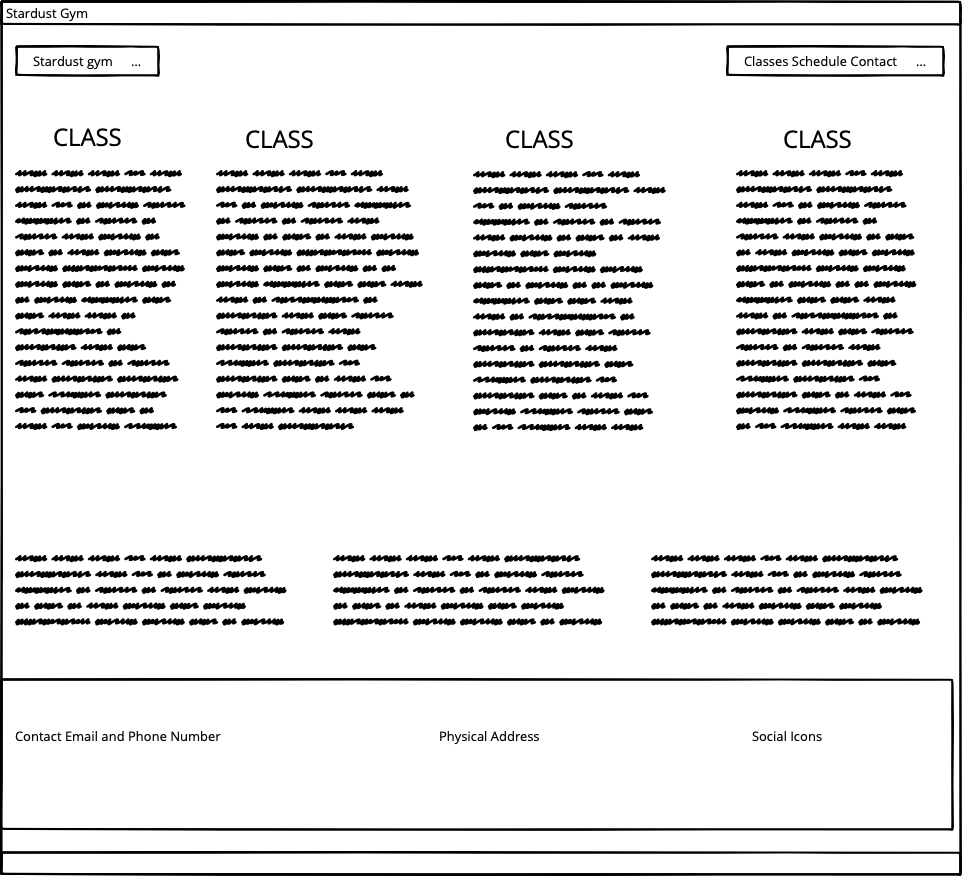 Stardust Gym
Stardust gym ... Classes Schedule Contact ...
CLASS CLASS CLASS CLASS
Contact Email and Phone Number Physical Address Social Icons